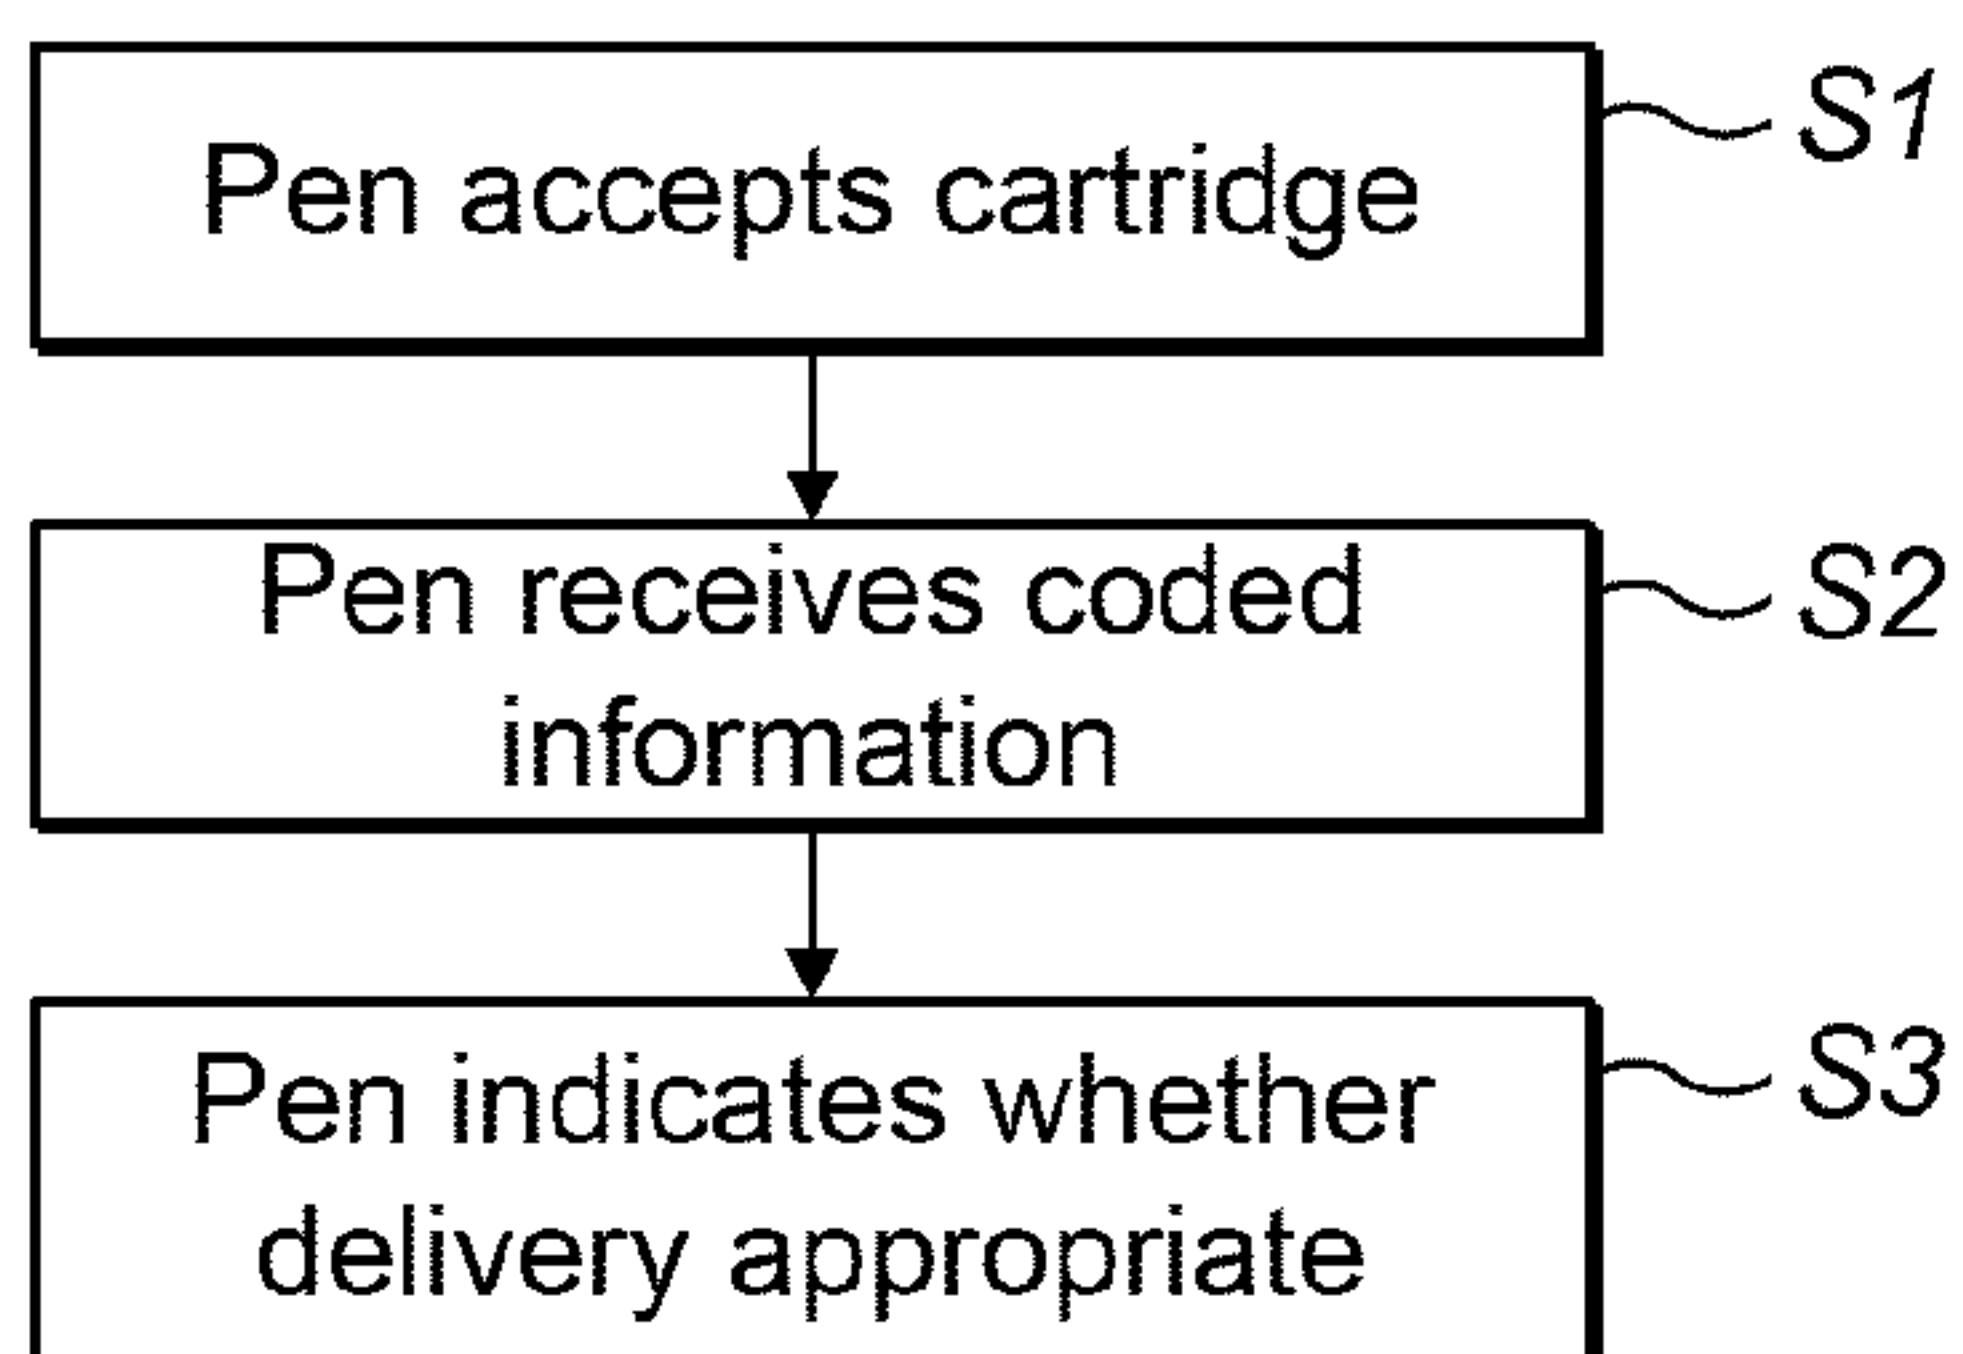 Pen accepts cartridge
S1
Pen receives coded
information
S2
Pen indicates whether
delivery appropriate
S3